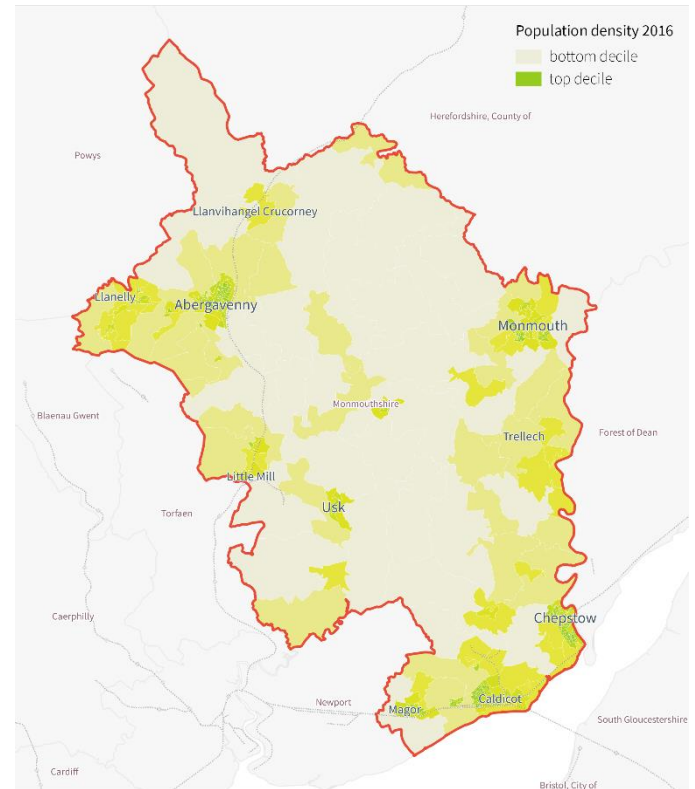 Population density 2016
bottom decile
top decile
Herefordshire, County of
Powys
Llanvihangel Crucorney
Llanelly
Abergavenny
Monmouth
Monmouthshire
Blaenau Gwent
Trellech
Forest of Dean
Little Mill
Usk
Torfaen
Caerphilly
Chepstow
Newport
Magor
Caldicot
South Gloucestershire
Cardiff
Bristol, City of